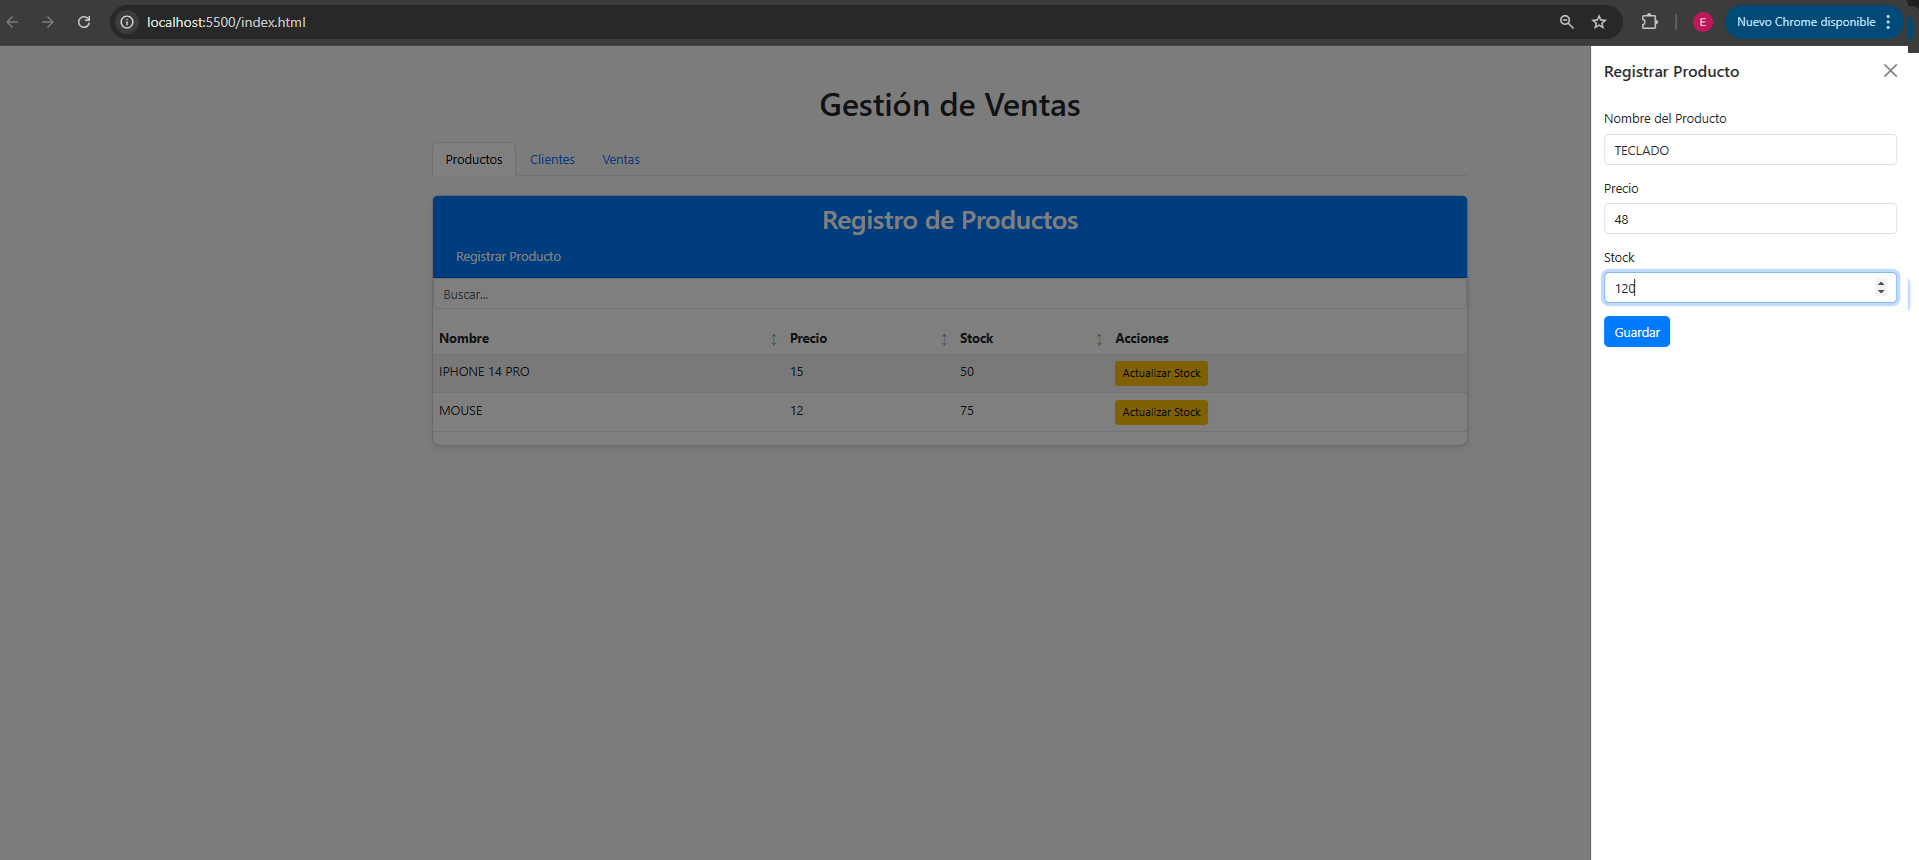 localhost:5500/index.html
E
Nuevo Chrome disponible
Gestión de Ventas
Productos Clientes Ventas
Registro de Productos
Registrar Producto
Buscar...
Nombre Precio Stock Acciones
IPHONE 14 PRO 15 50 Actualizar Stock
MOUSE 12 75 Actualizar Stock
Registrar Producto
Nombre del Producto
TECLADO
Precio
48
Stock
120
Guardar